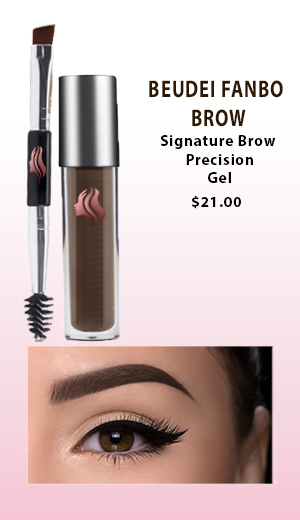 BEUDEI FANBO
BROW
Signature Brow
Precision
Gel
$21.00